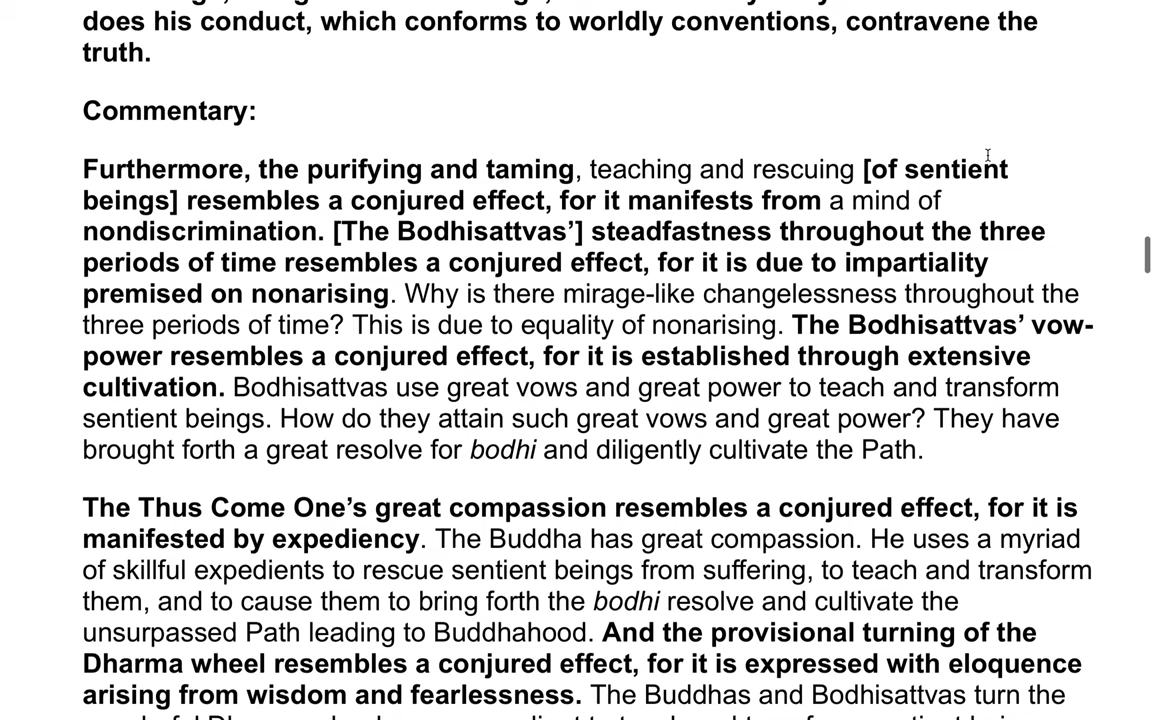 does his conduct, which conforms to worldly conventions, contravene the
truth.
Commentary:
Furthermore, the purifying and taming, teaching and rescuing [of sentient
beings] resembles a conjured effect, for it manifests from a mind of
nondiscrimination. [The Bodhisattvas’] steadfastness throughout the three
periods of time resembles a conjured effect, for it is due to impartiality
premised on nonarising. Why is there mirage-like changelessness throughout the
three periods of time? This is due to equality of nonarising. The Bodhisattvas’ vow-
power resembles a conjured effect, for it is established through extensive
cultivation. Bodhisattvas use great vows and great power to teach and transform
sentient beings. How do they attain such great vows and great power? They have
brought forth a great resolve for bodhi and diligently cultivate the Path.
The Thus Come One’s great compassion resembles a conjured effect, for it is
manifested by expediency. The Buddha has great compassion. He uses a myriad
of skillful expedients to rescue sentient beings from suffering, to teach and transform
them, and to cause them to bring forth the bodhi resolve and cultivate the
unsurpassed Path leading to Buddhahood. And the provisional turning of the
Dharma wheel resembles a conjured effect, for it is expressed with eloquence
arising from wisdom and fearlessness. The Buddhas and Bodhisattvas turn the